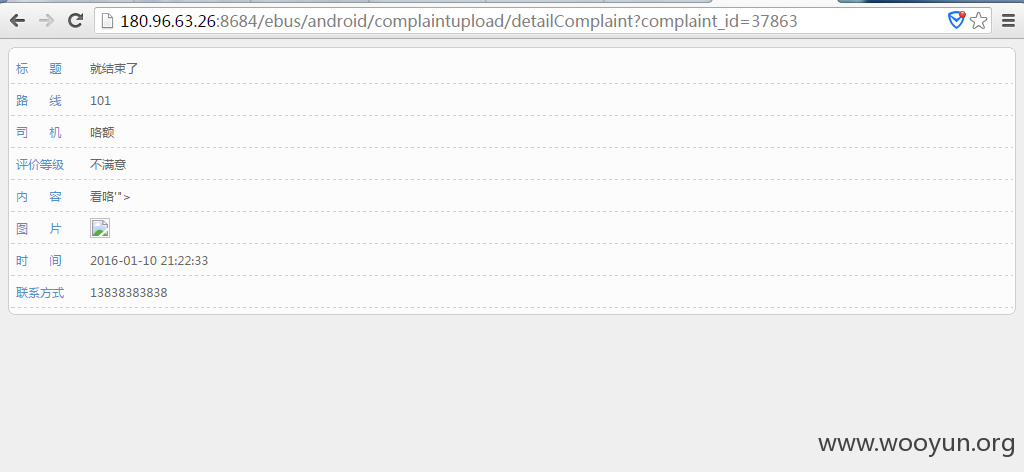 180.96.63.26:8684/ebus/android/complaintupload/detailComplaint?complaint_id=37863
标 题 就结束了
路 线 101
司 机 咯额
评价等级 不满意
内 容 看咯'">
图 片
时 间 2016-01-10 21:22:33
联系方式 13838383838
www.wooyun.org